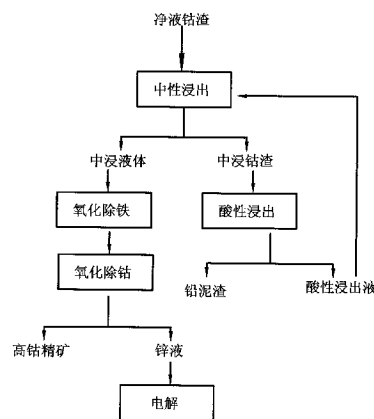 净液钴渣
中性浸出
中浸液体
中浸钴渣
氧化除铁
酸性浸出
氧化除钴
铅泥渣
酸性浸出液
高钴精矿
锌液
电解